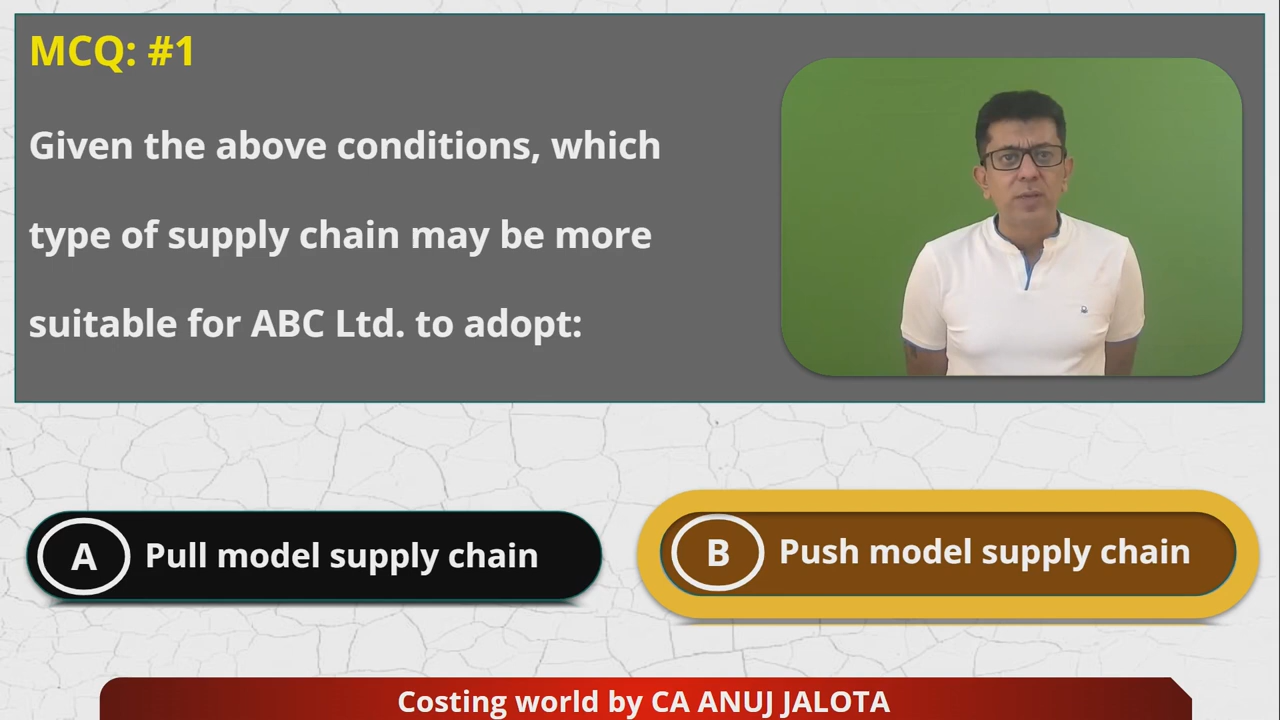 MCQ: #1
Given the above conditions, which
type of supply chain may be more
suitable for ABC Ltd. to adopt:
A Pull model supply chain
B Push model supply chain
Costing world by CA ANUJ JALOTA